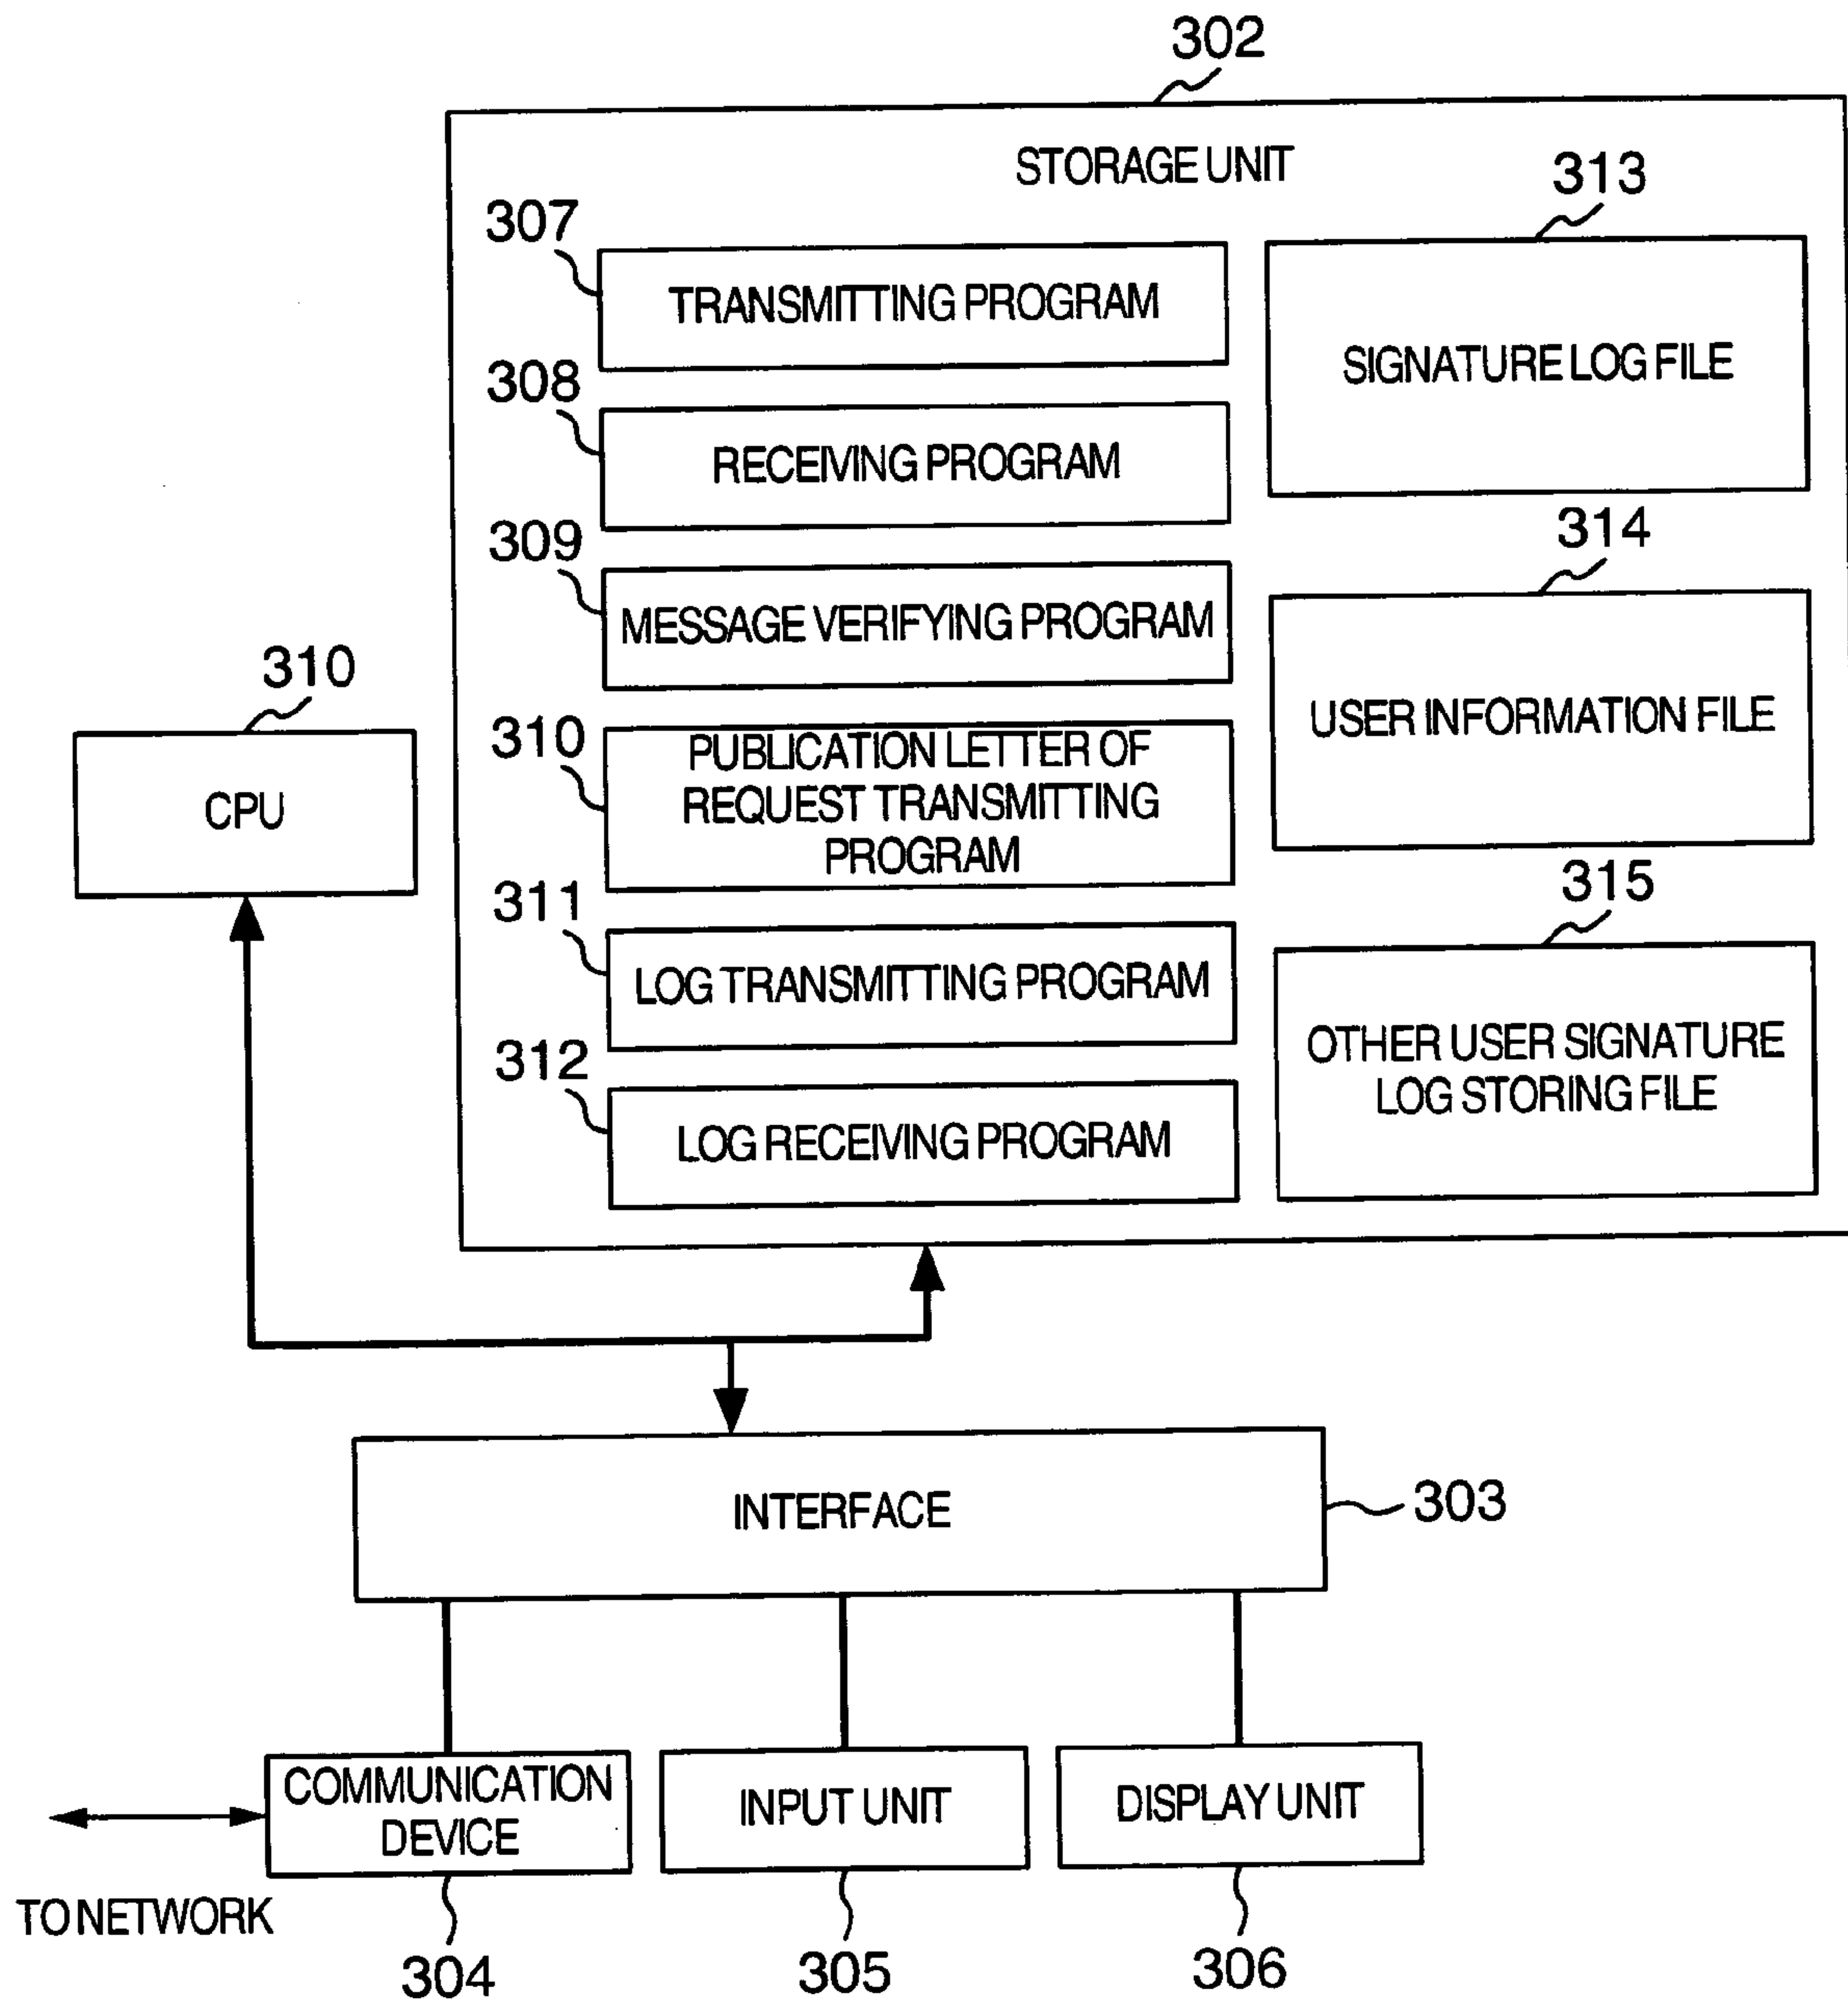 302
STORAGE UNIT
313
307
TRANSMITTING PROGRAM
SIGNATURE LOG FILE
308
RECEIVING PROGRAM
314
309
MESSAGE VERIFYING PROGRAM
310
CPU
USER INFORMATION FILE
310
PUBLICATION LETTER OF
REQUEST TRANSMITTING
PROGRAM
315
311
LOG TRANSMITTING PROGRAM
OTHER USER SIGNATURE
LOG STORING FILE
312
LOG RECEIVING PROGRAM
INTERFACE
303
COMMUNICATION
DEVICE
INPUT UNIT
DISPLAY UNIT
TO NETWORK
304
305
306